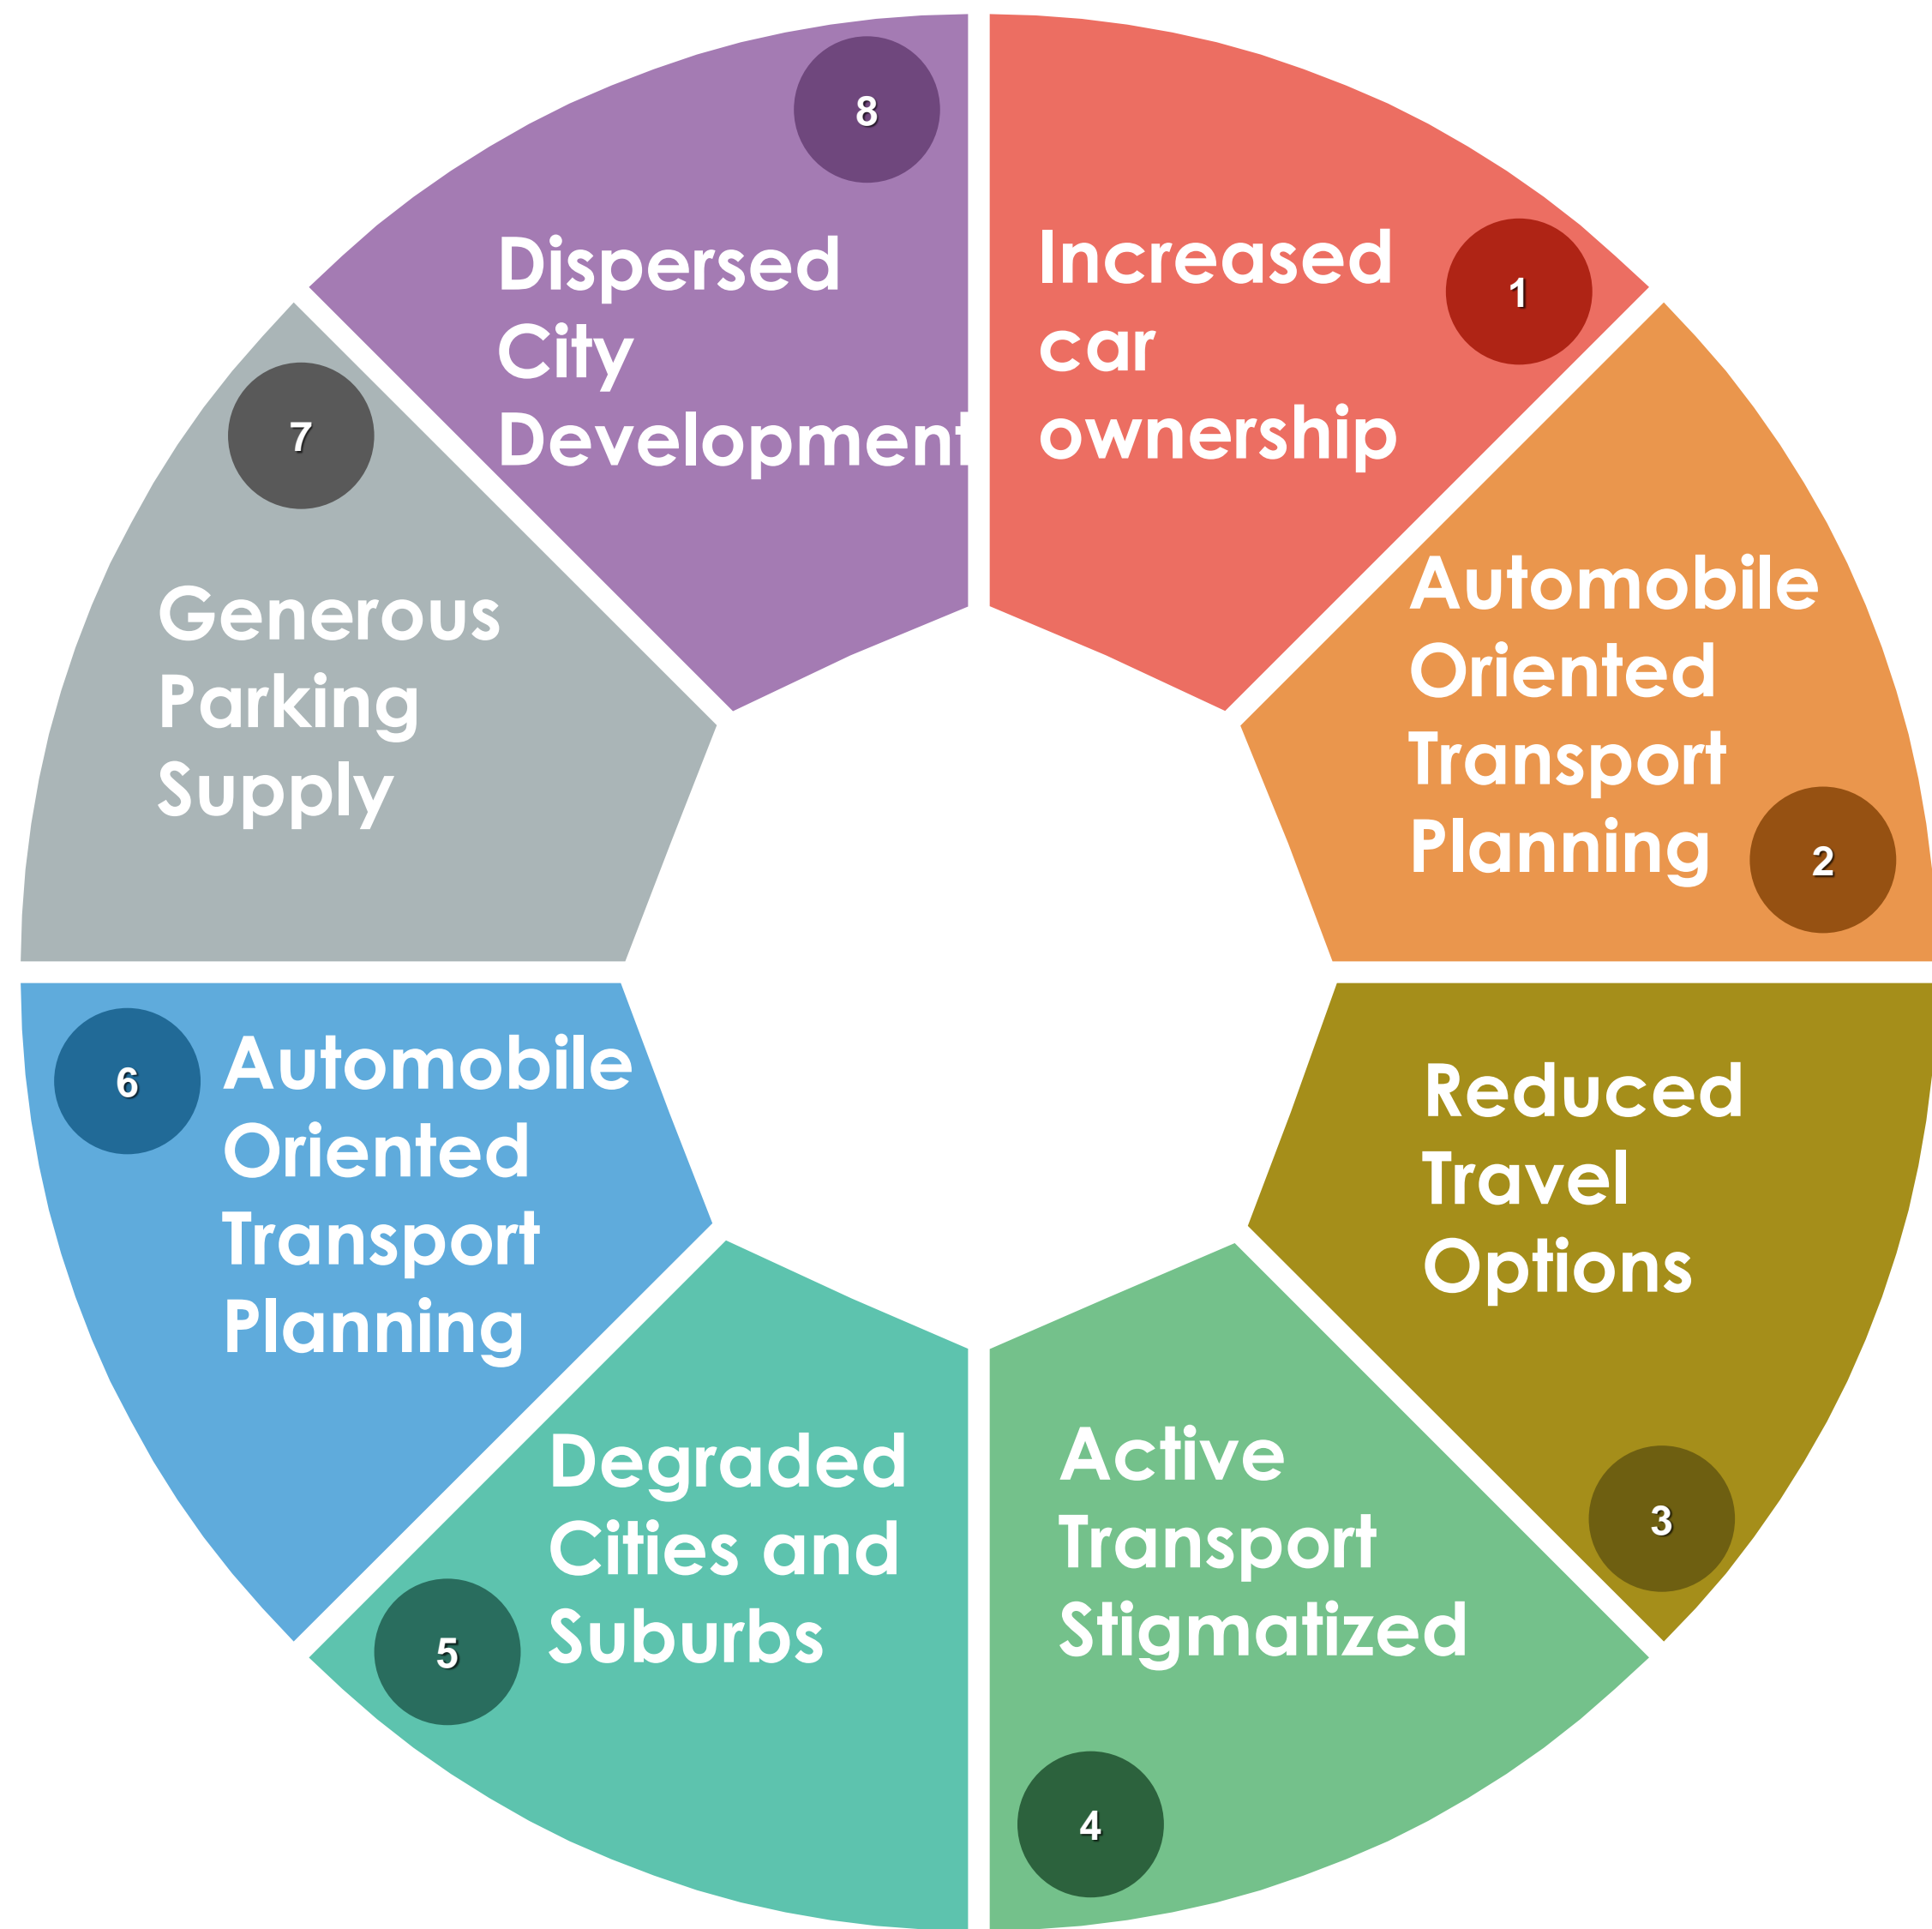 8
Dispersed
City
Development
1
Increased
car
ownership
2
Automobile
Oriented
Transport
Planning
3
Reduced
Travel
Options
4
Active
Transport
Stigmatized
5
Degraded
Cities and
Suburbs
6
Automobile
Oriented
Transport
Planning
7
Generous
Parking
Supply